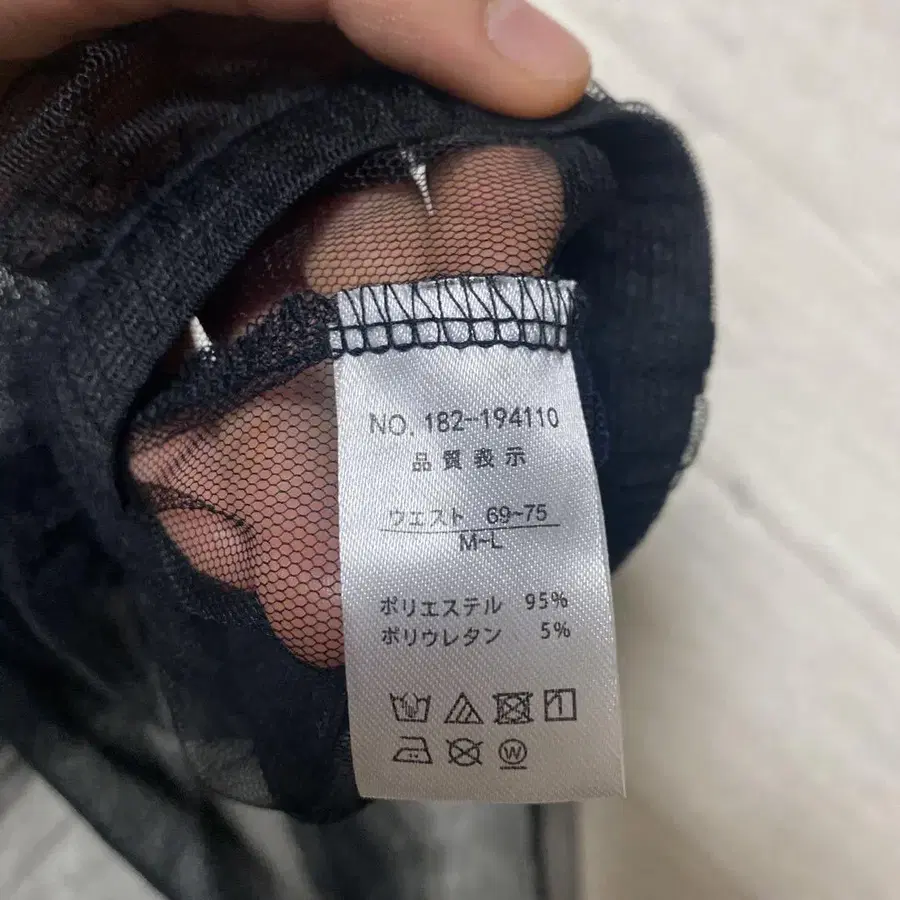 NO. 182-194110
品質表示
ウエスト 69~75
M~L
ポリエステル 95%
ポリウレタン 5%
W